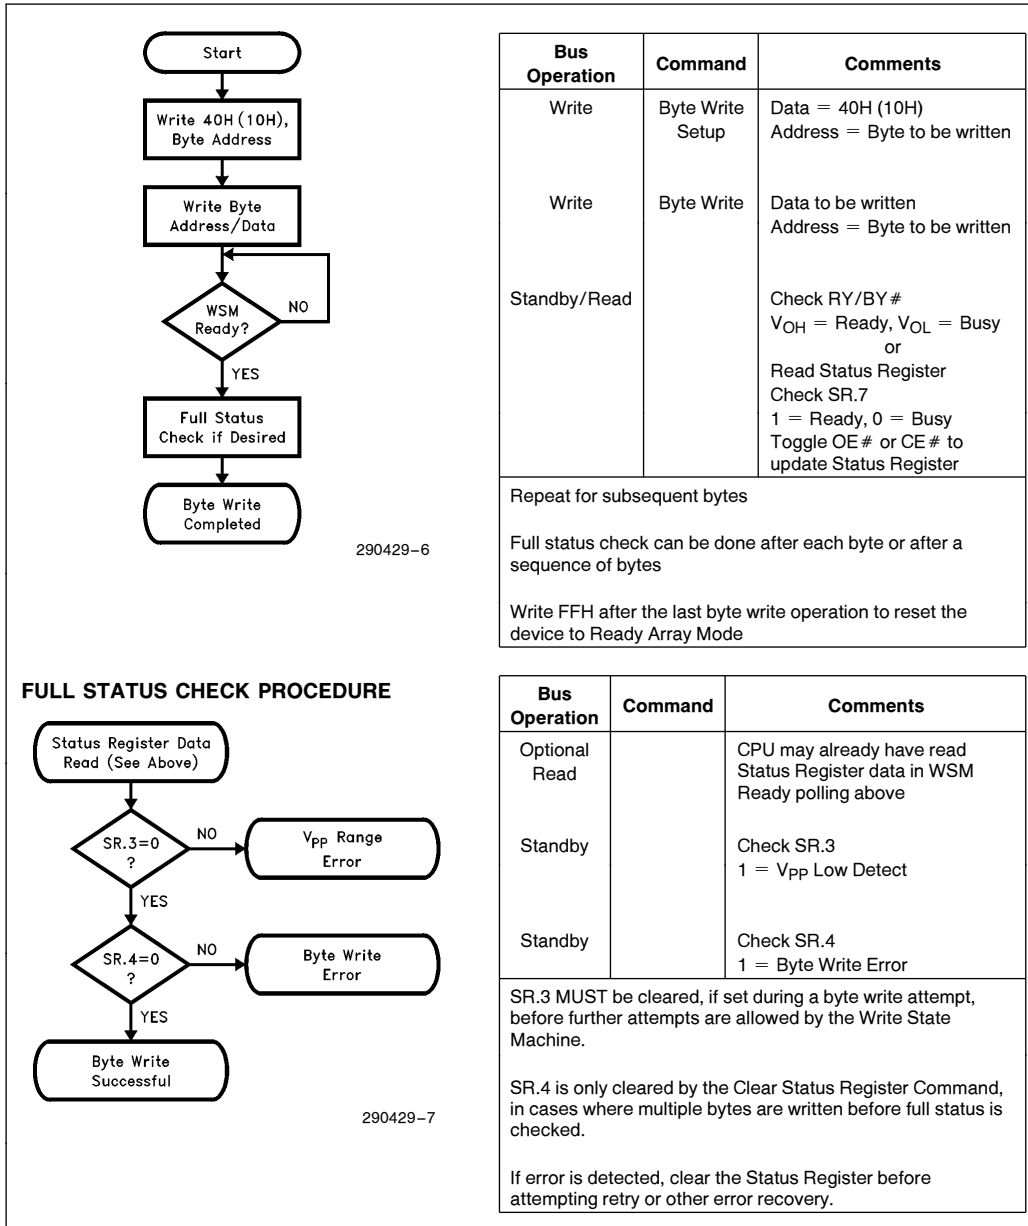 Start
Write 40H (10H),
Byte Address
Write Byte
Address/Data
WSM
Ready?
NO
YES
Full Status
Check if Desired
Byte Write
Completed
290429–6
Bus
Operation
Command
Comments
Write
Byte Write
Setup
Data = 40H (10H)
Address = Byte to be written
Write
Byte Write
Data to be written
Address = Byte to be written
Standby/Read
Check RY/BY#
VOH = Ready, VOL = Busy
or
Read Status Register
Check SR.7
1 = Ready, 0 = Busy
Toggle OE# or CE# to
update Status Register
Repeat for subsequent bytes
Full status check can be done after each byte or after a
sequence of bytes
Write FFH after the last byte write operation to reset the
device to Ready Array Mode
FULL STATUS CHECK PROCEDURE
Status Register Data
Read (See Above)
SR.3=0
?
NO
VPP Range
Error
YES
SR.4=0
?
NO
Byte Write
Error
YES
Byte Write
Successful
290429–7
Bus
Operation
Command
Comments
Optional
Read
CPU may already have read
Status Register data in WSM
Ready polling above
Standby
Check SR.3
1 = VPP Low Detect
Standby
Check SR.4
1 = Byte Write Error
SR.3 MUST be cleared, if set during a byte write attempt,
before further attempts are allowed by the Write State
Machine.
SR.4 is only cleared by the Clear Status Register Command,
in cases where multiple bytes are written before full status is
checked.
If error is detected, clear the Status Register before
attempting retry or other error recovery.